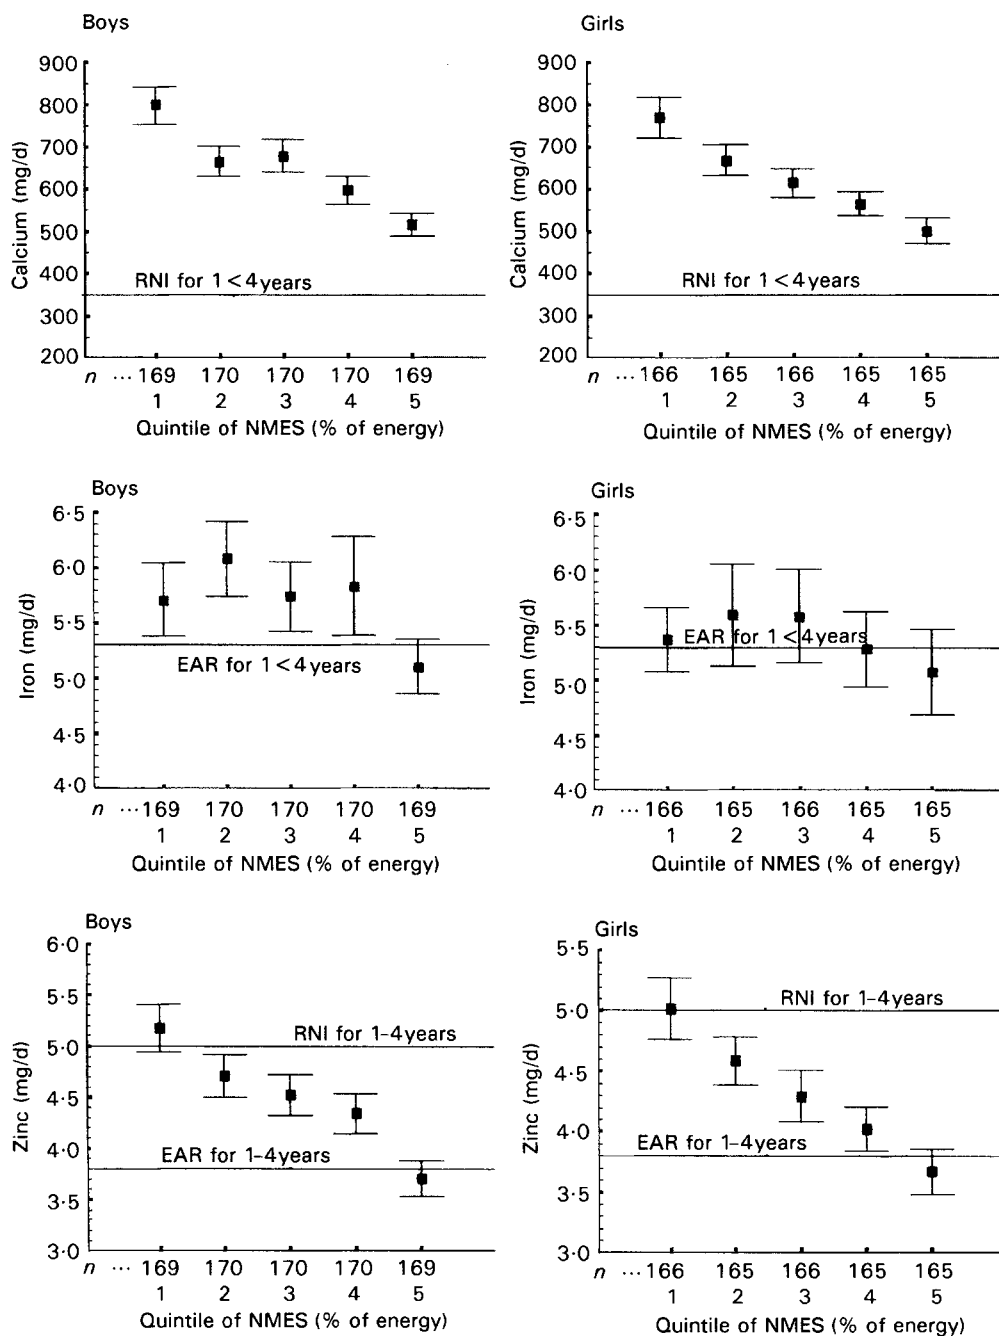 Boys
900
800
700
600
500
400
300
200
Calcium (mg/d)
RNI for 1 < 4 years
n ··· 169 170 170 170 169
1 2 3 4 5
Quintile of NMES (% of energy)
Girls
900
800
700
600
500
400
300
200
Calcium (mg/d)
RNI for 1 < 4 years
n ··· 166 165 166 165 165
1 2 3 4 5
Quintile of NMES (% of energy)
Boys
6·5
6·0
5·5
5·0
4·5
4·0
Iron (mg/d)
EAR for 1 < 4 years
n ··· 169 170 170 170 169
1 2 3 4 5
Quintile of NMES (% of energy)
Girls
6·5
6·0
5·5
5·0
4·5
4·0
Iron (mg/d)
EAR for 1 < 4 years
n ··· 166 165 166 165 165
1 2 3 4 5
Quintile of NMES (% of energy)
Boys
6·0
5·5
5·0
4·5
4·0
3·5
3·0
Zinc (mg/d)
RNI for 1–4 years
EAR for 1–4 years
n ··· 169 170 170 170 169
1 2 3 4 5
Quintile of NMES (% of energy)
Girls
5·5
5·0
4·5
4·0
3·5
3·0
Zinc (mg/d)
RNI for 1–4 years
EAR for 1–4 years
n ··· 166 165 166 165 165
1 2 3 4 5
Quintile of NMES (% of energy)